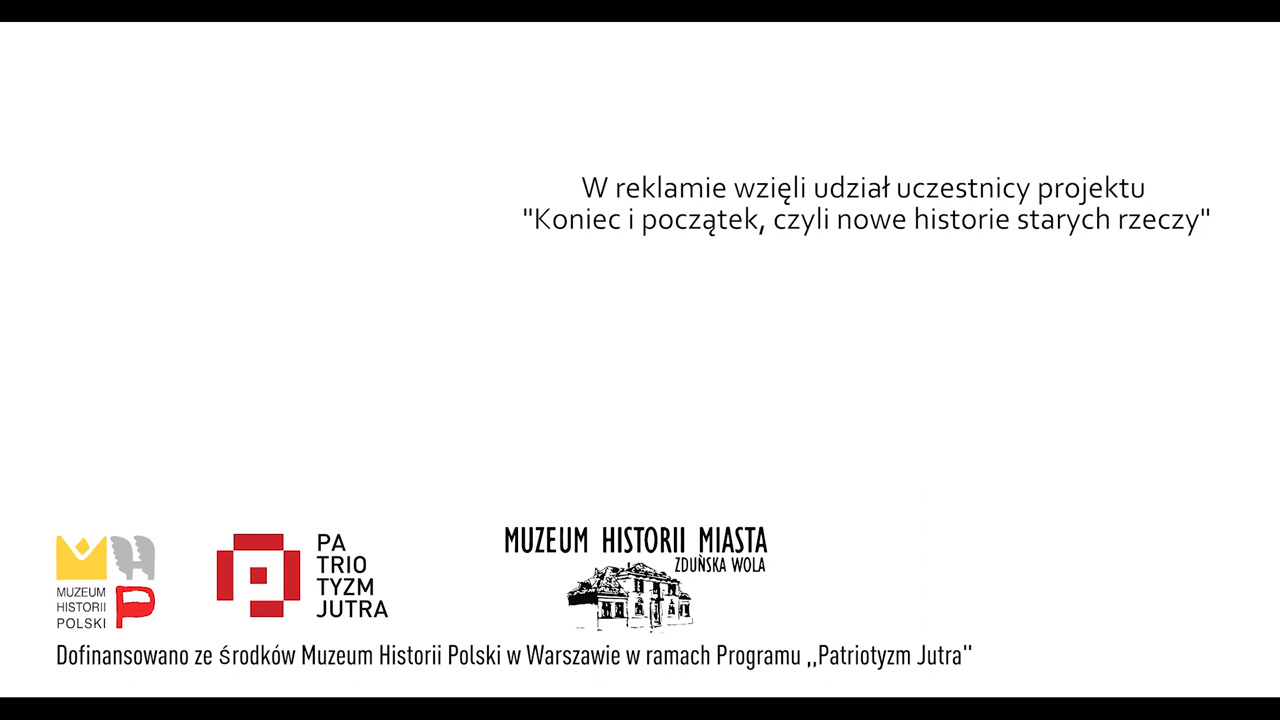 W reklamie wzięli udział uczestnicy projektu
"Koniec i początek, czyli nowe historie starych rzeczy"
MUZEUM
HISTORII
POLSKI
PA
TRIO
TYZM
JUTRA
MUZEUM HISTORII MIASTA
ZDUŃSKA WOLA
Dofinansowano ze środków Muzeum Historii Polski w Warszawie w ramach Programu ,,Patriotyzm Jutra"